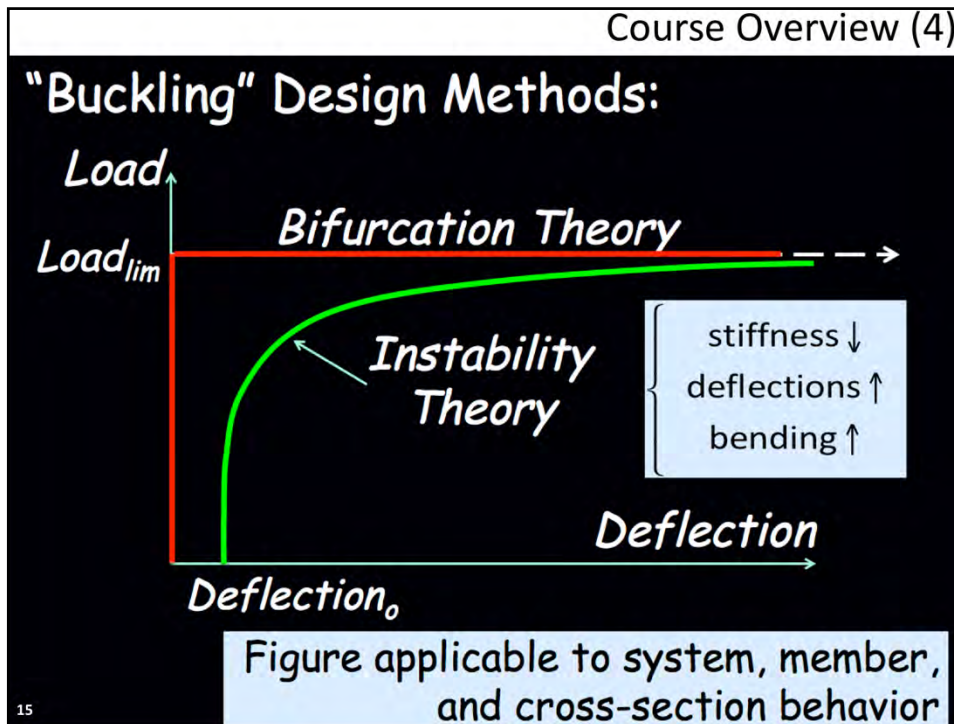 Course Overview (4)
“Buckling” Design Methods:
Load
Bifurcation Theory
Load_lim
Instability
Theory
stiffness ↓
deflections ↑
bending ↑
Deflection
Deflection_o
Figure applicable to system, member,
and cross-section behavior
15